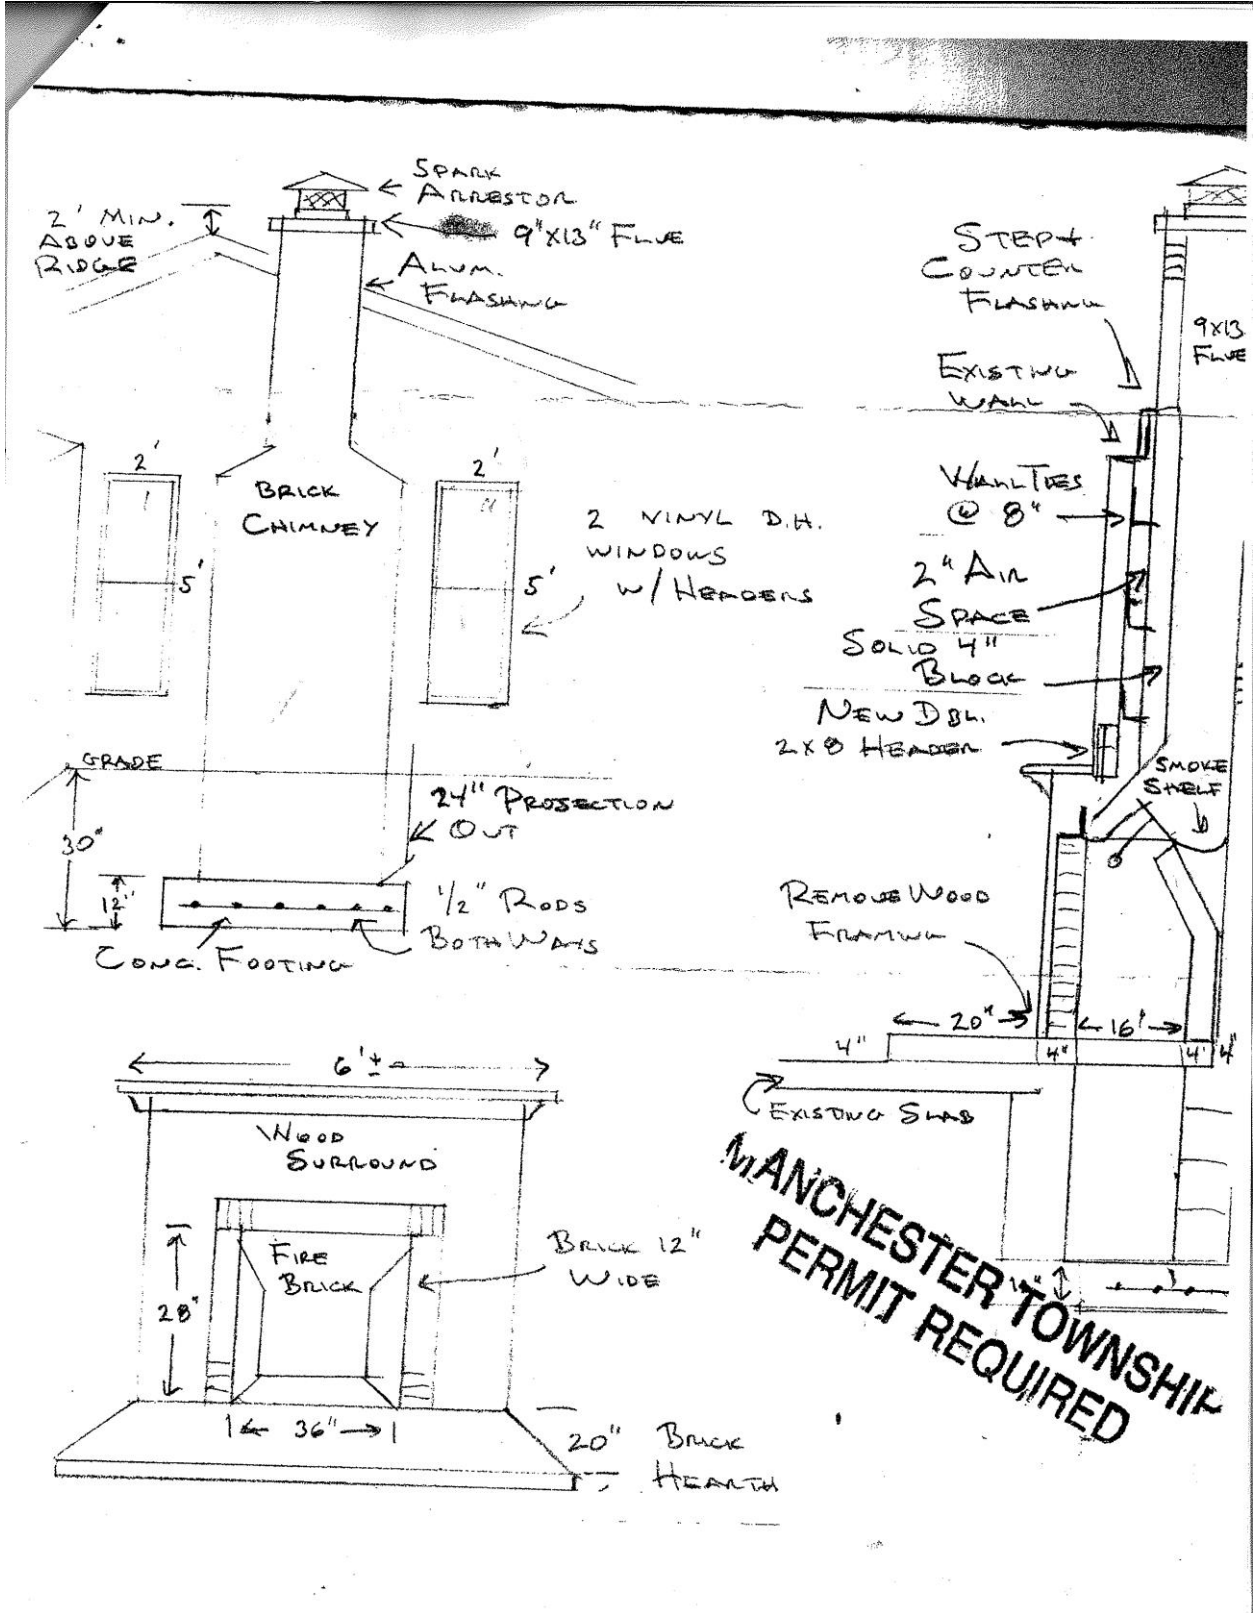 SPARK
ARRESTOR
2' MIN.
ABOVE
RIDGE
9"X13" FLUE
ALUM.
FLASHING
STEP +
COUNTER
FLASHING
9X13
FLUE
EXISTING
WALL
2'
2'
BRICK
CHIMNEY
5'
5'
2 VINYL D.H.
WINDOWS
W/ HEADERS
WALL TIES
@ 8"
2" AIR
SPACE
SOLID 4"
BLOCK
NEW DBL.
2X8 HEADER
SMOKE
SHELF
GRADE
30"
12"
24" PROJECTION
OUT
1/2" RODS
BOTH WAYS
CONC. FOOTING
REMOVE WOOD
FRAMING
20"
16"
4"
4"
4"
4"
EXISTING SLAB
6'±
WOOD
SURROUND
FIRE
BRICK
28"
BRICK 12"
WIDE
36"
20" BRICK
HEARTH
MANCHESTER TOWNSHIP
PERMIT REQUIRED